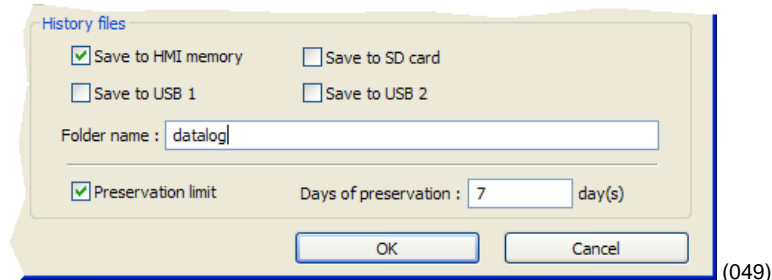 History files
Save to HMI memory Save to SD card
Save to USB 1 Save to USB 2
Folder name : datalog
Preservation limit Days of preservation : 7 day(s)
OK Cancel
(049)